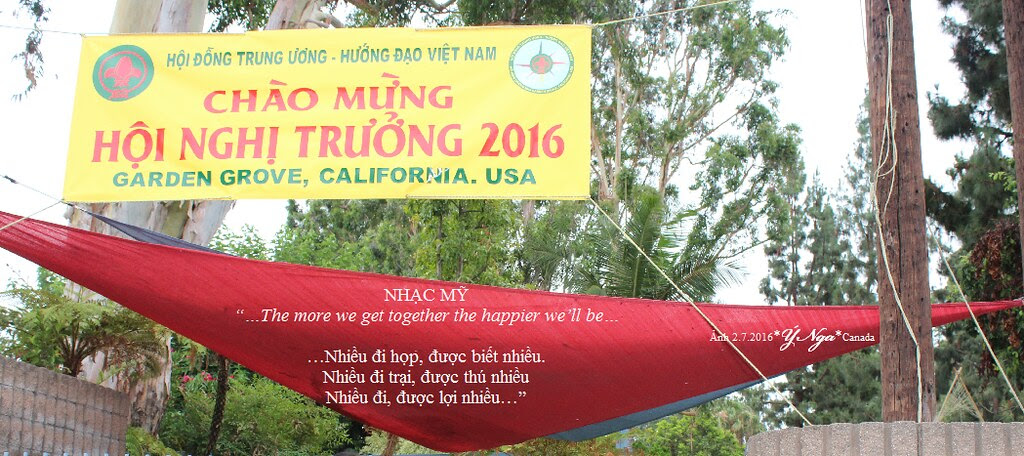 HỘI ĐỒNG TRUNG ƯƠNG - HƯỚNG ĐẠO VIỆT NAM
CHÀO MỪNG
HỘI NGHỊ TRƯỞNG 2016
GARDEN GROVE, CALIFORNIA. USA
NHẠC MỸ
“…The more we get together the happier we’ll be…
…Nhiều đi họp, được biết nhiều.
Nhiều đi trại, được thú nhiều
Nhiều đi, được lợi nhiều…”
Ảnh 2.7.2016*Ý Nga*Canada